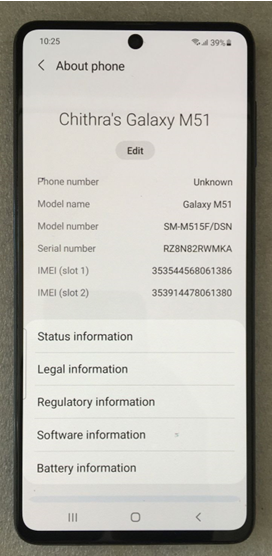 10:25 39%
About phone
Chithra's Galaxy M51
Edit
Phone number Unknown
Model name Galaxy M51
Model number SM-M515F/DSN
Serial number RZ8N82RWMKA
IMEI (slot 1) 353544568061386
IMEI (slot 2) 353914478061380
Status information
Legal information
Regulatory information
Software information
Battery information